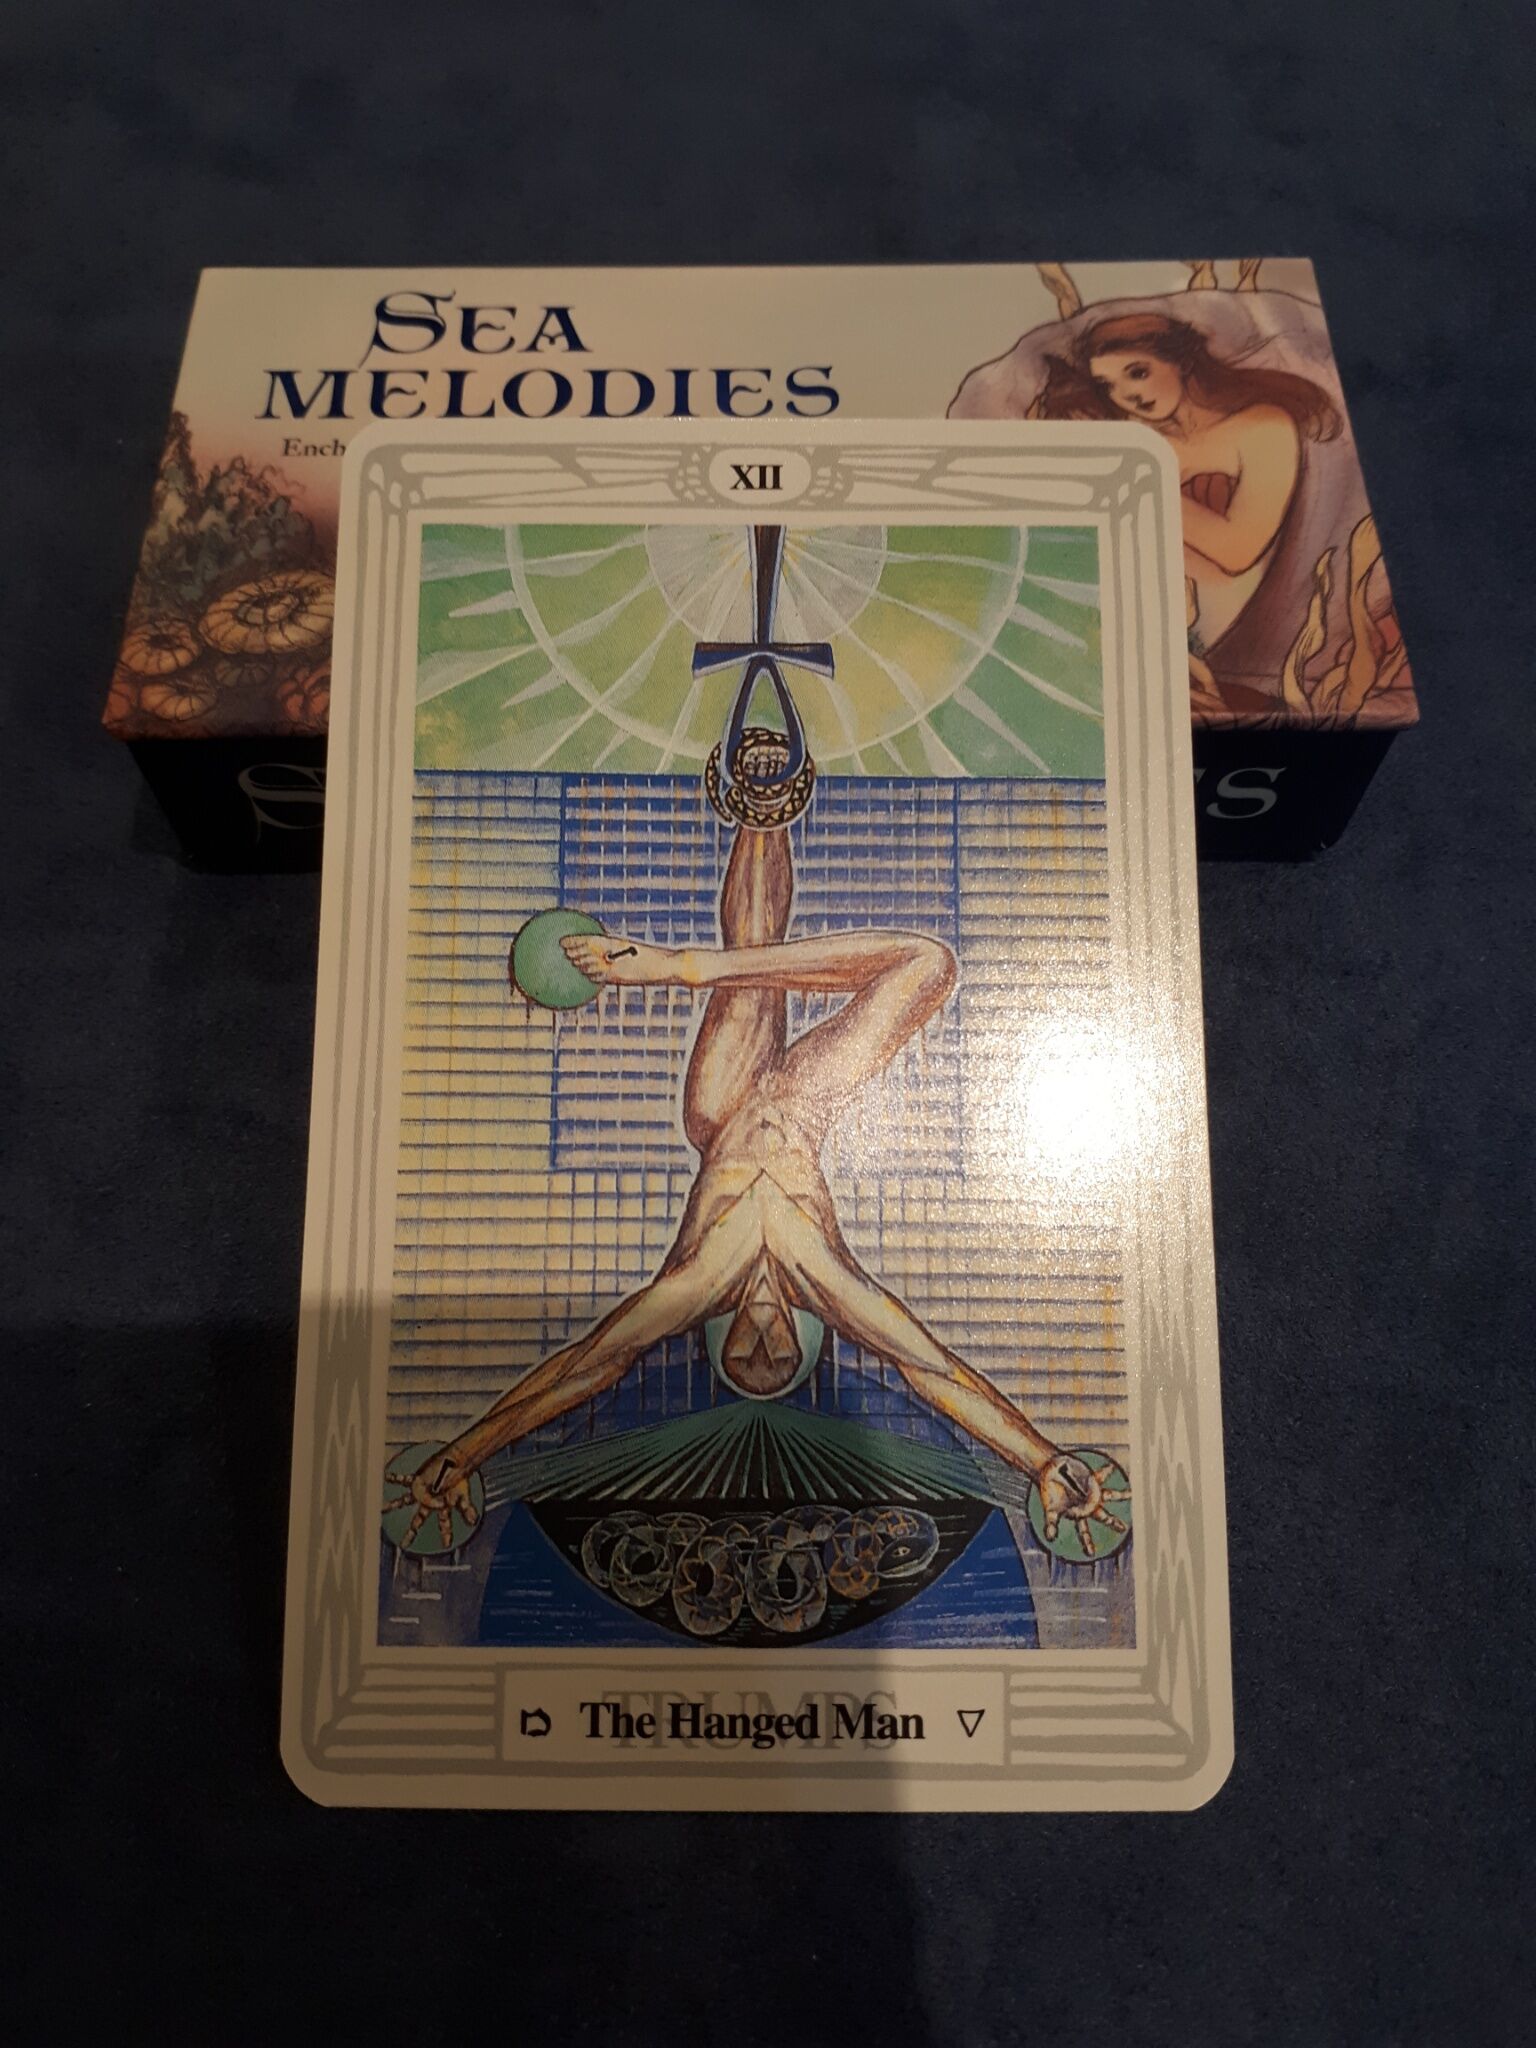 SEA
MELODIES
XII
מ The Hanged Man ▽
TRUMPS